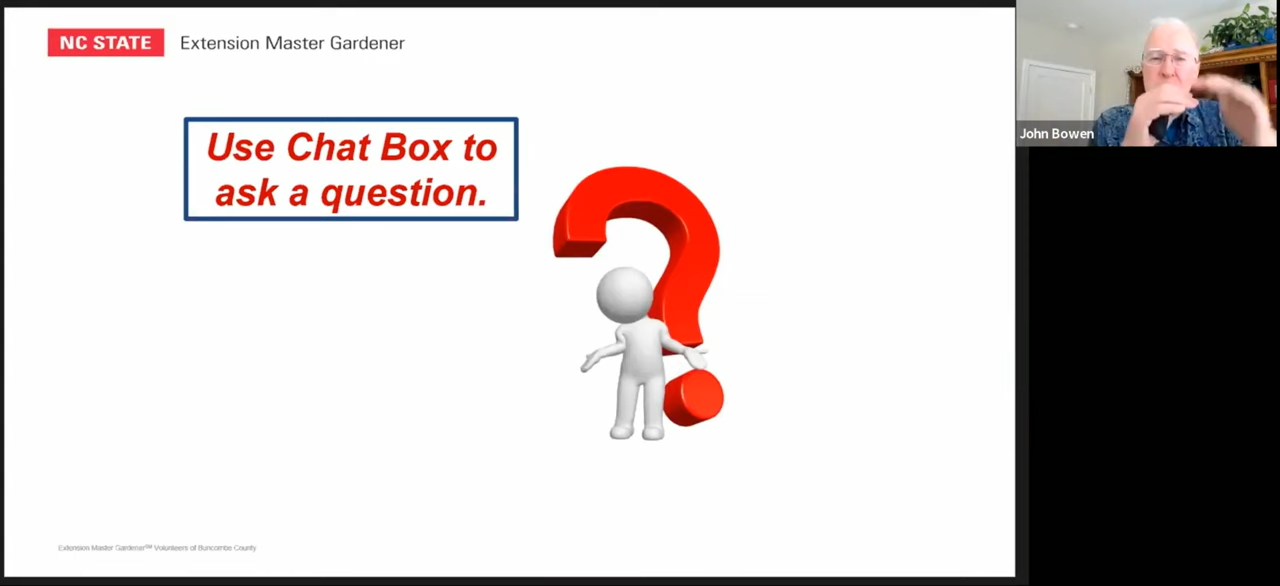 NC STATE Extension Master Gardener
Use Chat Box to
ask a question.
John Bowen
Extension Master Gardener℠ Volunteers of Buncombe County